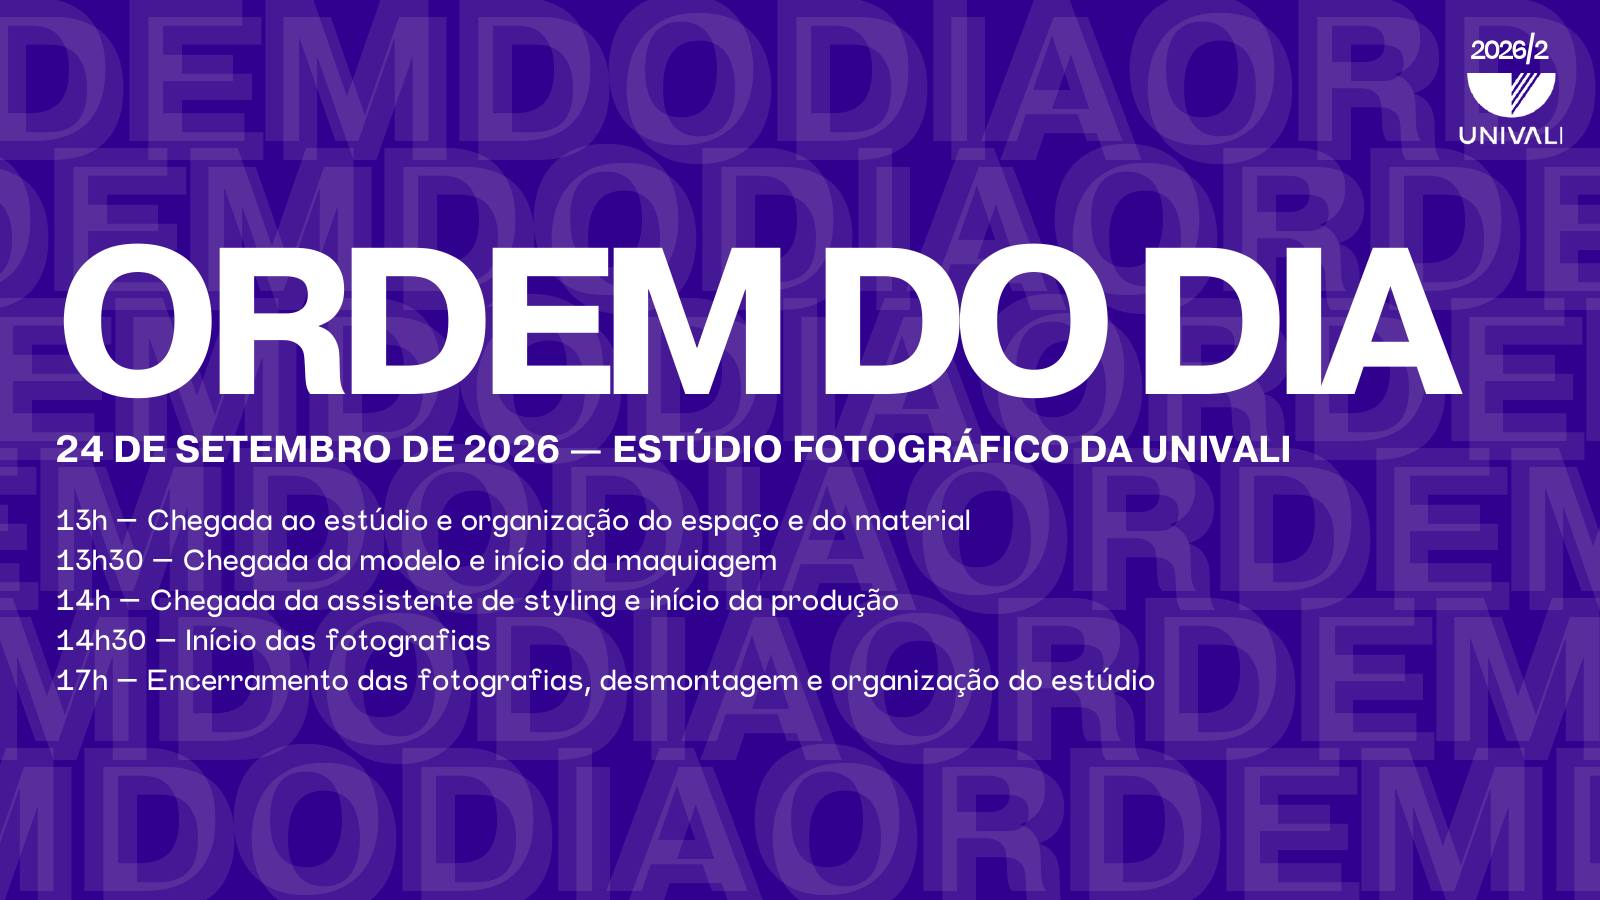 2026/2
UNIVALI
ORDEM DO DIA
24 DE SETEMBRO DE 2026 — ESTÚDIO FOTOGRÁFICO DA UNIVALI
13h — Chegada ao estúdio e organização do espaço e do material
13h30 — Chegada da modelo e início da maquiagem
14h — Chegada da assistente de styling e início da produção
14h30 — Início das fotografias
17h — Encerramento das fotografias, desmontagem e organização do estúdio